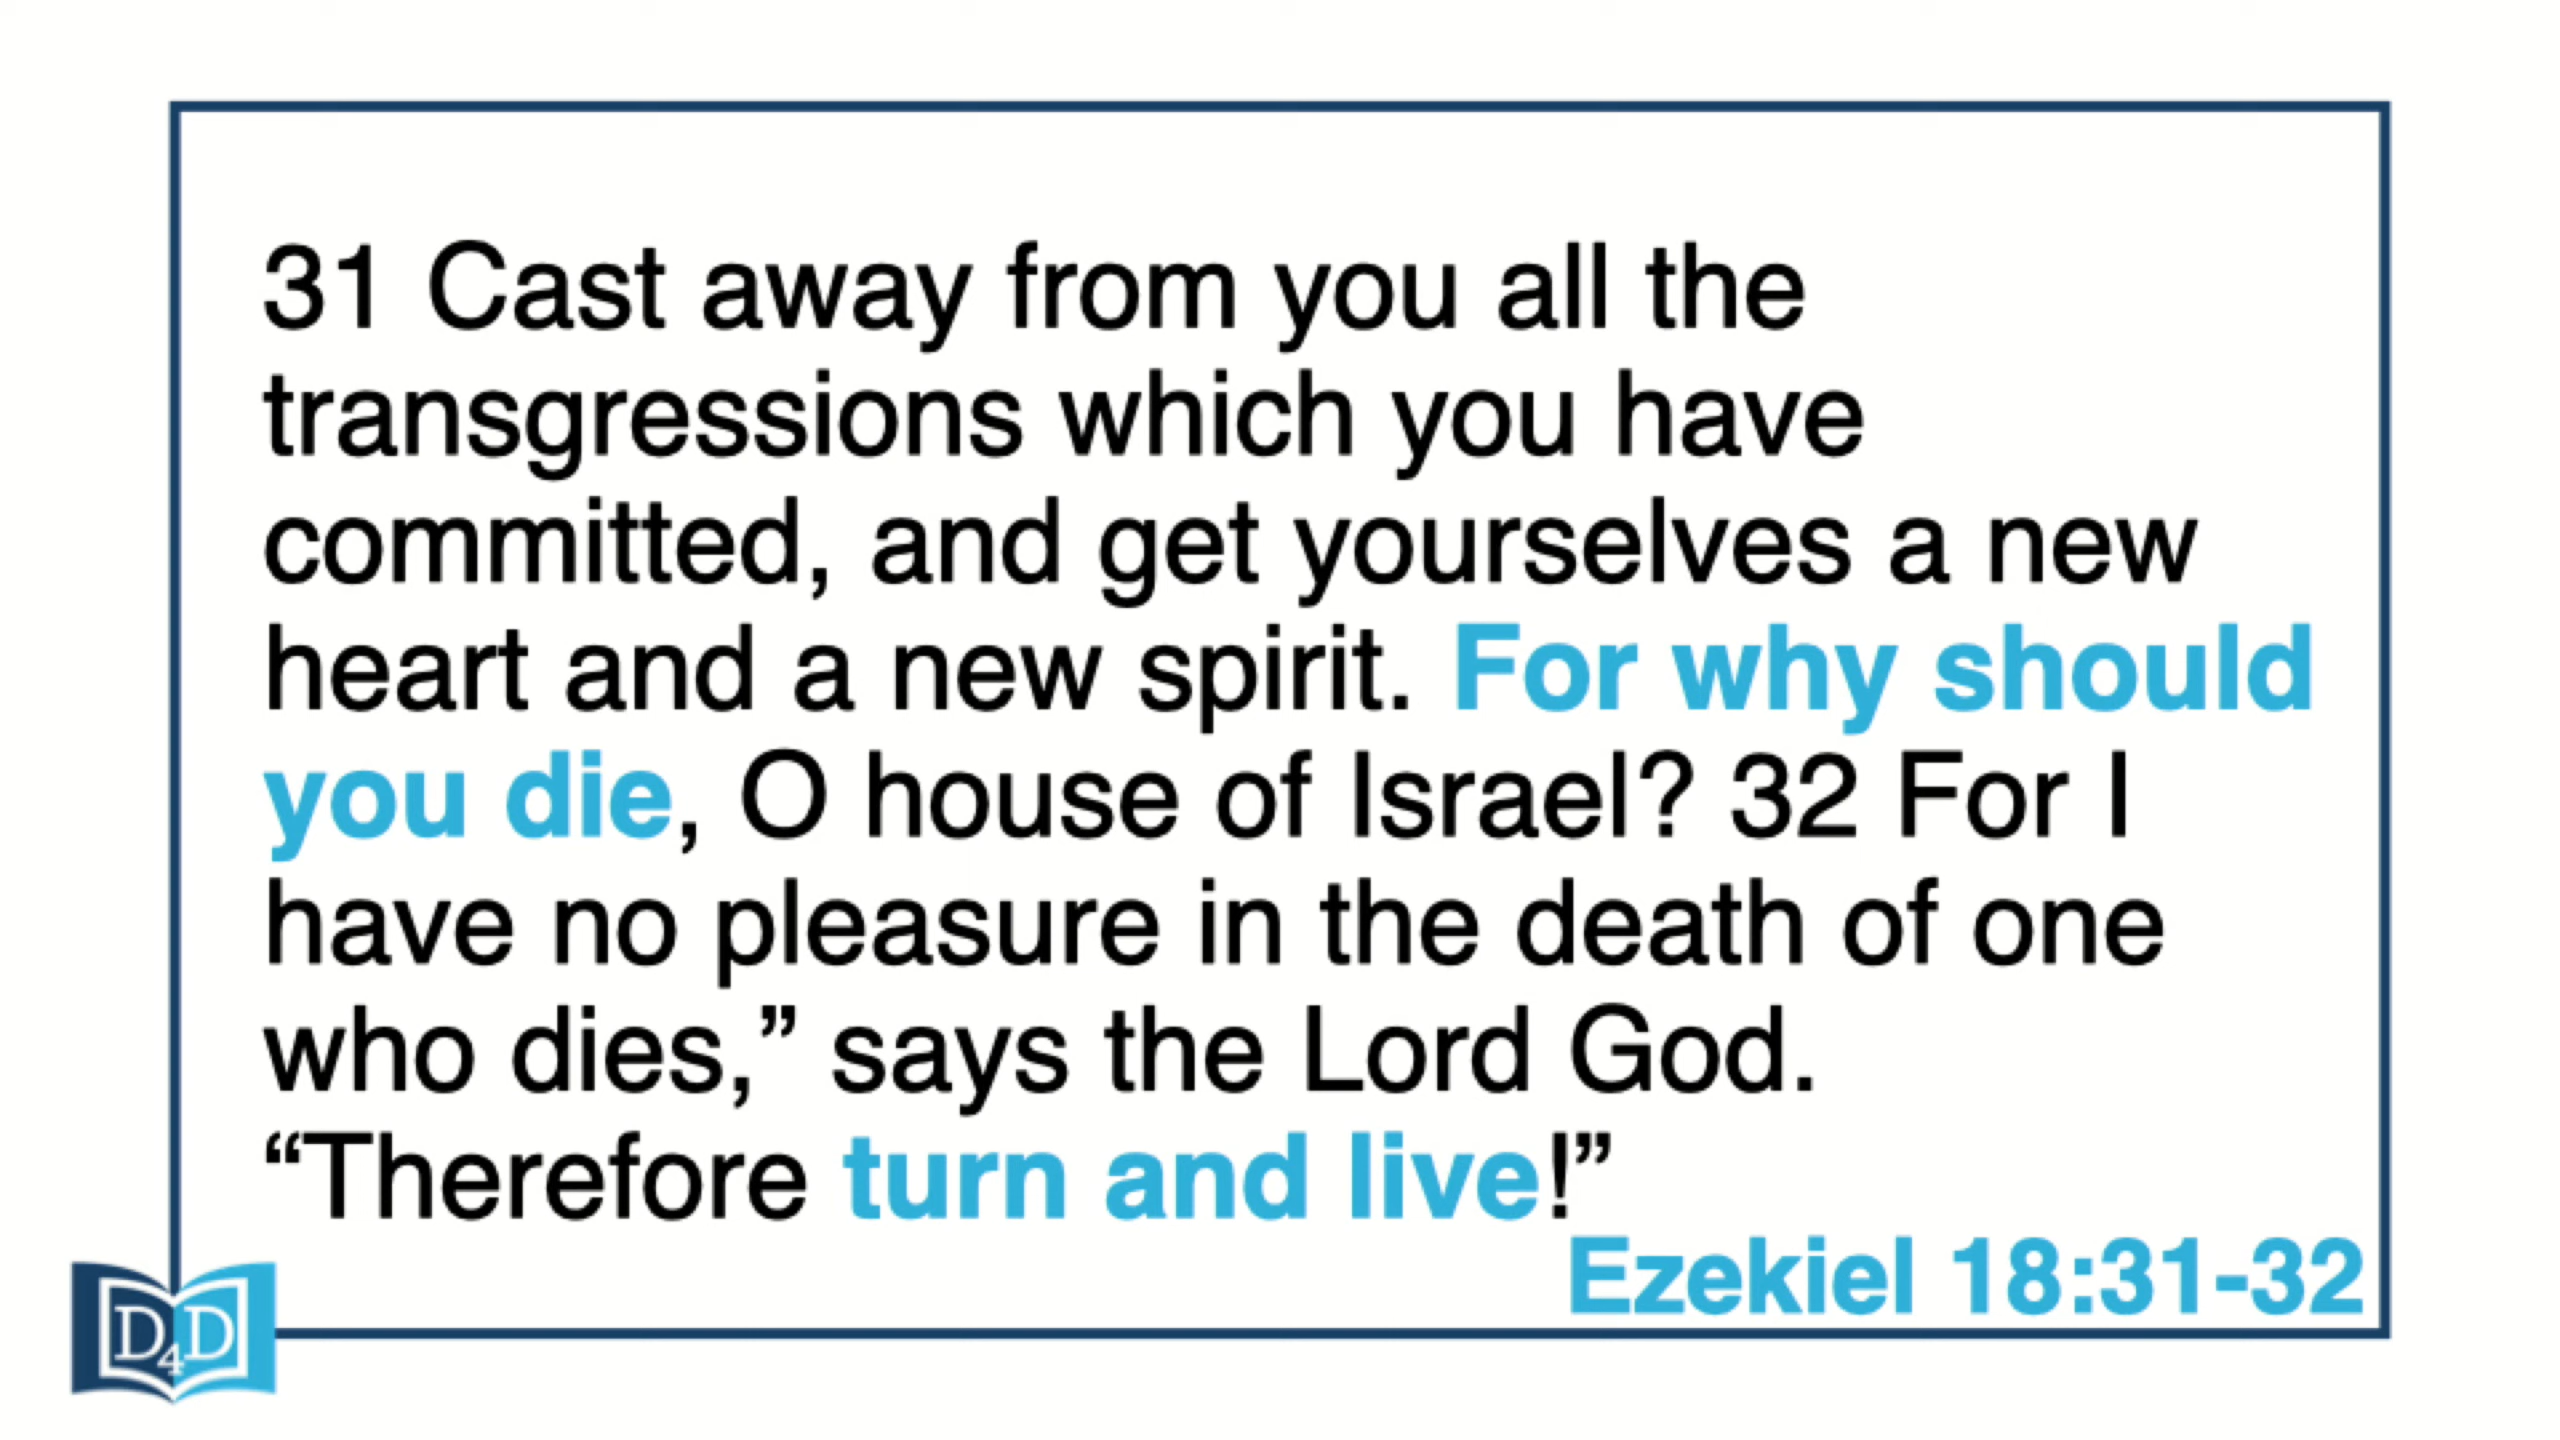 31 Cast away from you all the
transgressions which you have
committed, and get yourselves a new
heart and a new spirit. For why should
you die, O house of Israel? 32 For I
have no pleasure in the death of one
who dies,” says the Lord God.
“Therefore turn and live!”
Ezekiel 18:31-32
D4D